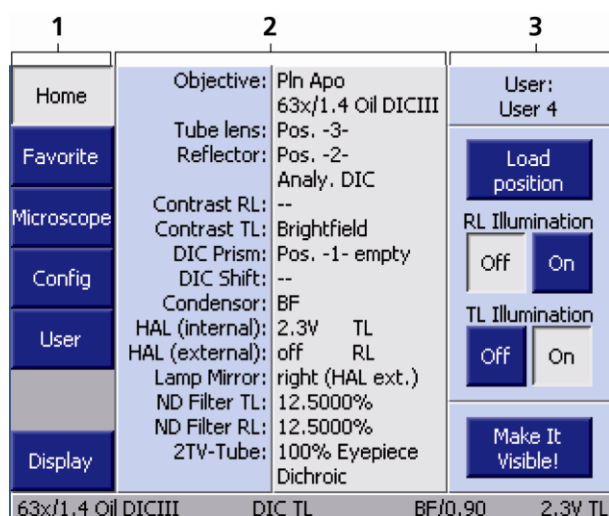 1
2
3
Home
Favorite
Microscope
Config
User
Display
Objective: Pln Apo
63x/1.4 Oil DICIII
Tube lens: Pos. -3-
Reflector: Pos. -2-
Analy. DIC
Contrast RL: --
Contrast TL: Brightfield
DIC Prism: Pos. -1- empty
DIC Shift: --
Condensor: BF
HAL (internal): 2.3V TL
HAL (external): off RL
Lamp Mirror: right (HAL ext.)
ND Filter TL: 12.5000%
ND Filter RL: 12.5000%
2TV-Tube: 100% Eyepiece
Dichroic
User:
User 4
Load
position
RL Illumination
Off On
TL Illumination
Off On
Make It
Visible!
63x/1.4 Oil DICIII DIC TL BF/0.90 2.3V TL